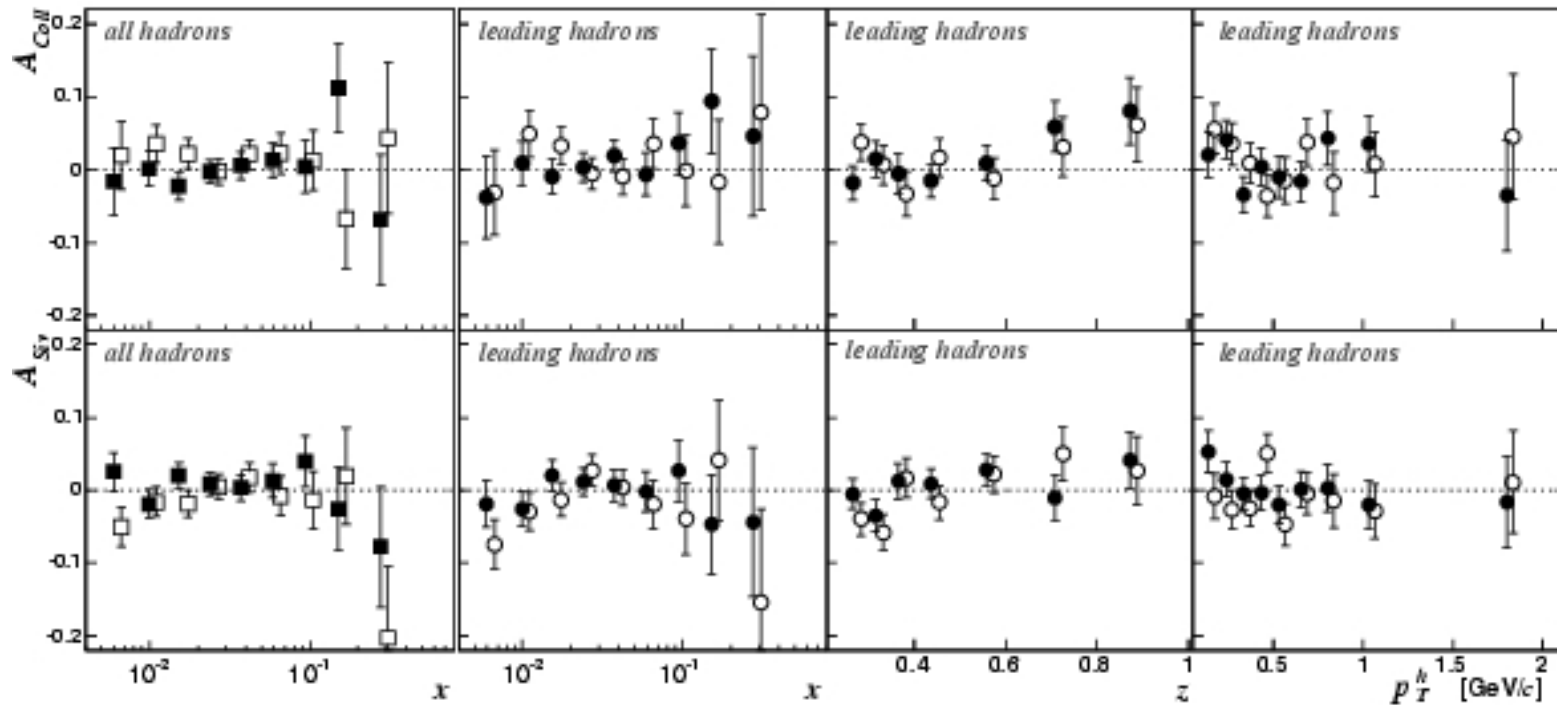 A Coll
0.2
0.1
0
-0.1
-0.2
all hadrons
leading hadrons
leading hadrons
leading hadrons
A Siv
0.2
0.1
0
-0.1
-0.2
all hadrons
leading hadrons
leading hadrons
leading hadrons
10⁻² 10⁻¹
x
10⁻² 10⁻¹
x
0.4 0.6 0.8 1
z
0.5 1 1.5 2
p_T^h [GeV/c]